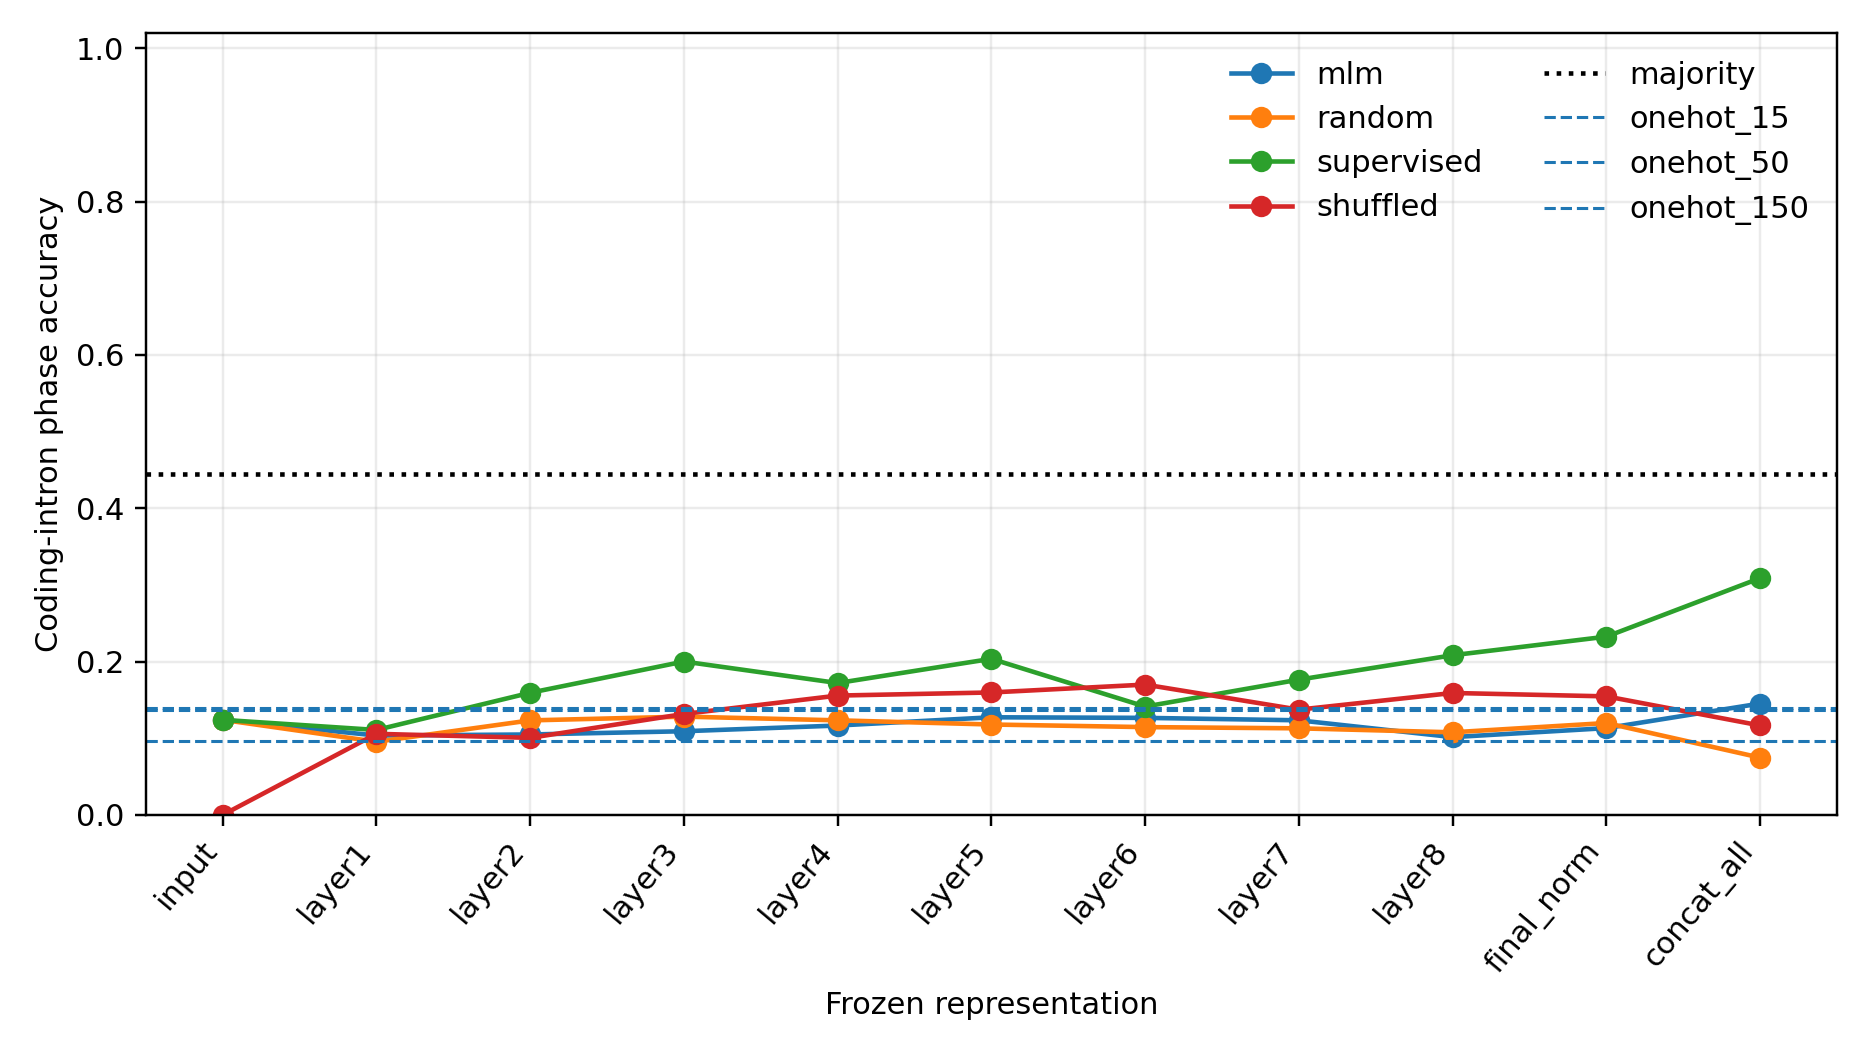 Coding-intron phase accuracy
1.0
0.8
0.6
0.4
0.2
0.0
mlm
random
supervised
shuffled
majority
onehot_15
onehot_50
onehot_150
input
layer1
layer2
layer3
layer4
layer5
layer6
layer7
layer8
final_norm
concat_all
Frozen representation